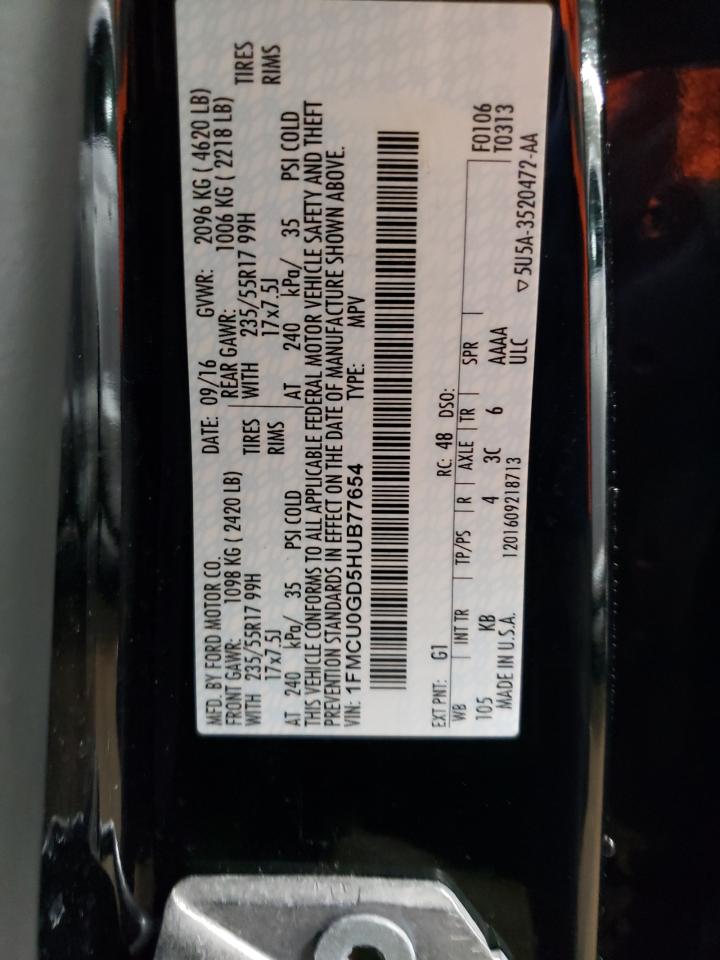 MFD. BY FORD MOTOR CO. DATE: 09/16 GVWR: 2096 KG ( 4620 LB)
FRONT GAWR: 1098 KG ( 2420 LB) REAR GAWR: 1006 KG ( 2218 LB)
WITH 235/55R17 99H TIRES WITH 235/55R17 99H TIRES
17x7.5J RIMS 17x7.5J RIMS
AT 240 kPa/ 35 PSI COLD AT 240 kPa/ 35 PSI COLD
THIS VEHICLE CONFORMS TO ALL APPLICABLE FEDERAL MOTOR VEHICLE SAFETY AND THEFT
PREVENTION STANDARDS IN EFFECT ON THE DATE OF MANUFACTURE SHOWN ABOVE.
VIN: 1FMCU0GD5HUB77654 TYPE: MPV
EXT PNT: G1 RC: 48 DSO:
WB INT TR TP/PS R AXLE TR SPR F0106
105 KB 4 3C 6 AAAA T0313
MADE IN U.S.A. 1201609218713 ULC
▽5U5A-3520472-AA